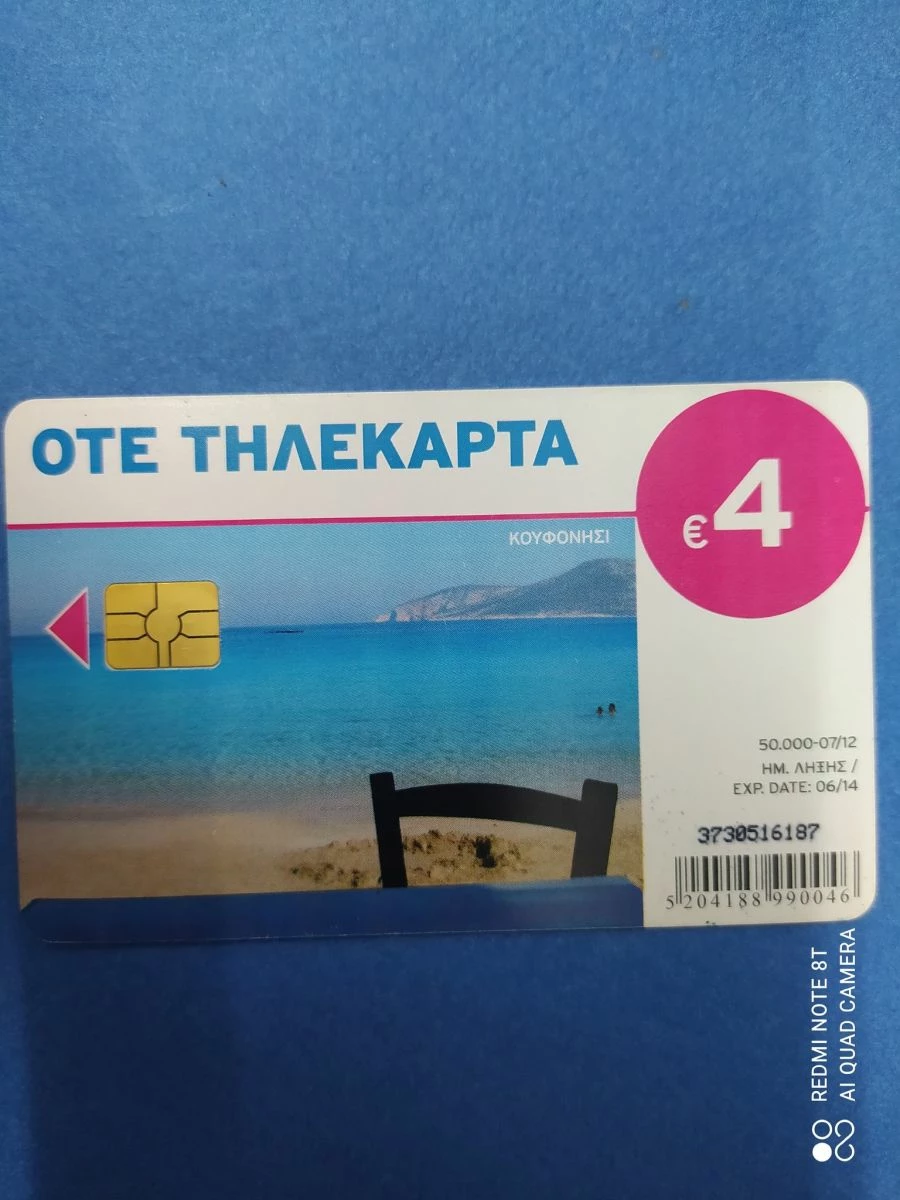 ΟΤΕ ΤΗΛΕΚΑΡΤΑ
€4
ΚΟΥΦΟΝΗΣΙ
50.000-07/12
ΗΜ. ΛΗΞΗΣ /
EXP. DATE: 06/14
3730516187
5 204188 990046
REDMI NOTE 8T
AI QUAD CAMERA